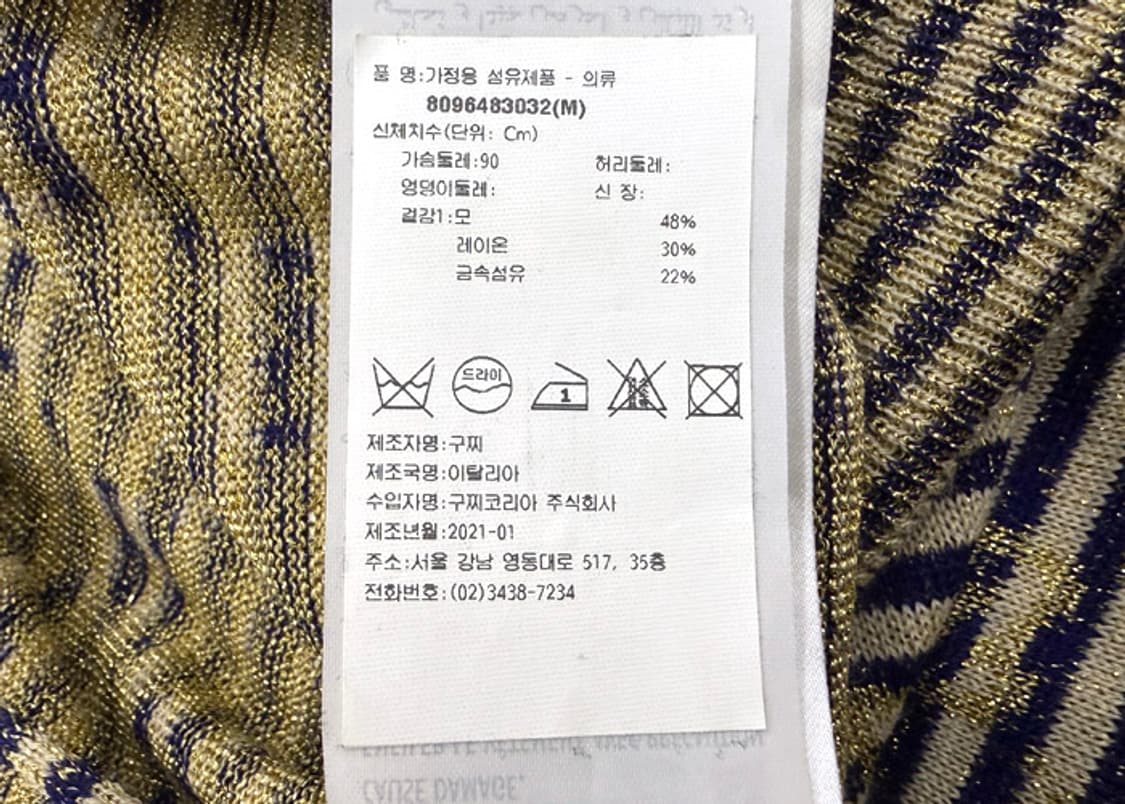 품 명:가정용 섬유제품 - 의류
8096483032(M)
신체치수(단위: Cm)
가슴둘레:90 허리둘레:
엉덩이둘레: 신 장:
겉감1:모 48%
레이온 30%
금속섬유 22%
드라이
1
제조자명:구찌
제조국명:이탈리아
수입자명:구찌코리아 주식회사
제조년월:2021-01
주소:서울 강남 영동대로 517, 35층
전화번호:(02)3438-7234
CAUSE DAMAGE.